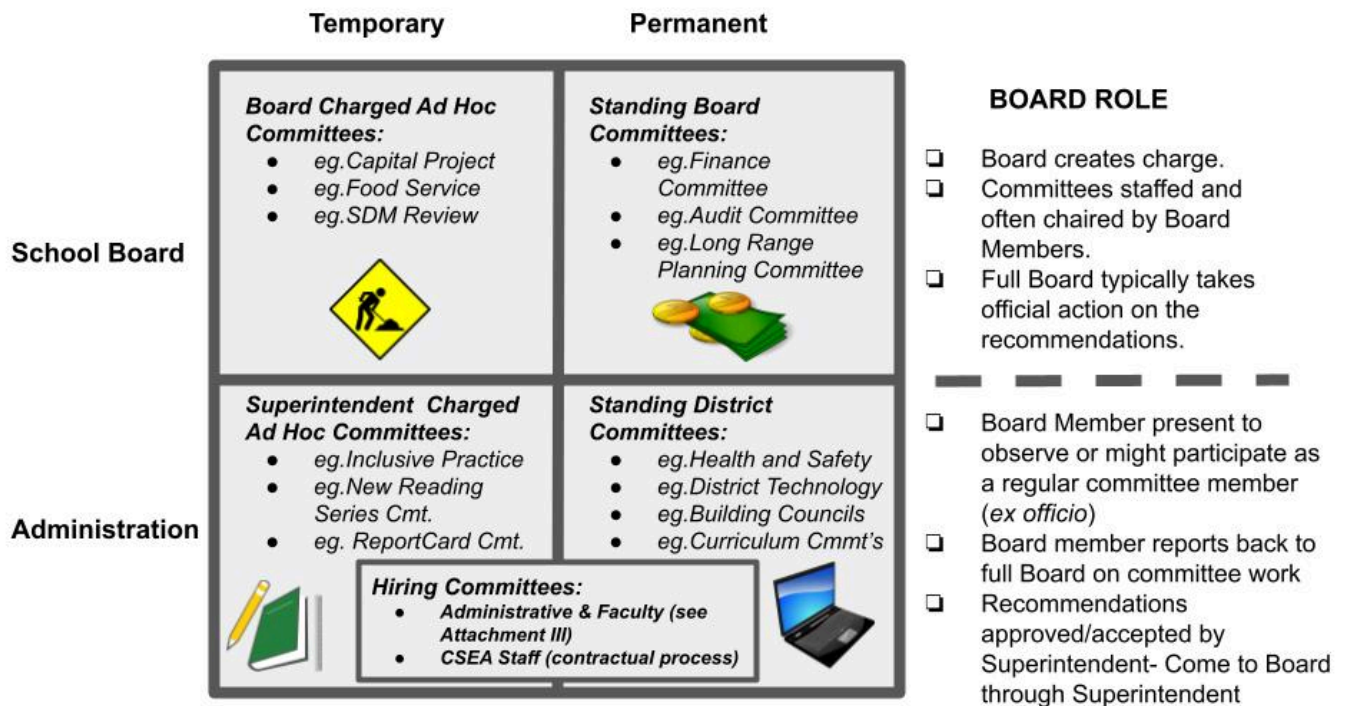 Temporary
Permanent
Board Charged Ad Hoc
Committees:
● eg.Capital Project
● eg.Food Service
● eg.SDM Review
Standing Board
Committees:
● eg.Finance
Committee
● eg.Audit Committee
● eg.Long Range
Planning Committee
School Board
BOARD ROLE
❏ Board creates charge.
❏ Committees staffed and
often chaired by Board
Members.
❏ Full Board typically takes
official action on the
recommendations.
Superintendent Charged
Ad Hoc Committees:
● eg.Inclusive Practice
● eg.New Reading
Series Cmt.
● eg. ReportCard Cmt.
Standing District
Committees:
● eg.Health and Safety
● eg.District Technology
● eg.Building Councils
● eg.Curriculum Cmmt's
Administration
Hiring Committees:
● Administrative & Faculty (see
Attachment III)
● CSEA Staff (contractual process)
❏ Board Member present to
observe or might participate as
a regular committee member
(ex officio)
❏ Board member reports back to
full Board on committee work
❏ Recommendations
approved/accepted by
Superintendent- Come to Board
through Superintendent